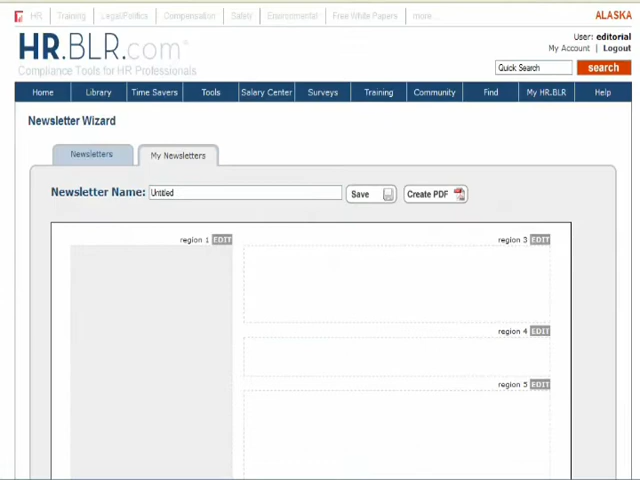 HR | Training | Legal/Politics | Compensation | Safety | Environmental | Free White Papers | more...
ALASKA
HR.BLR.com
Compliance Tools for HR Professionals
User: editorial
My Account | Logout
Quick Search search
Home Library Time Savers Tools Salary Center Surveys Training Community Find My HR.BLR Help
Newsletter Wizard
Newsletters My Newsletters
Newsletter Name: Untitled Save Create PDF
region 1 EDIT region 3 EDIT
region 4 EDIT
region 5 EDIT